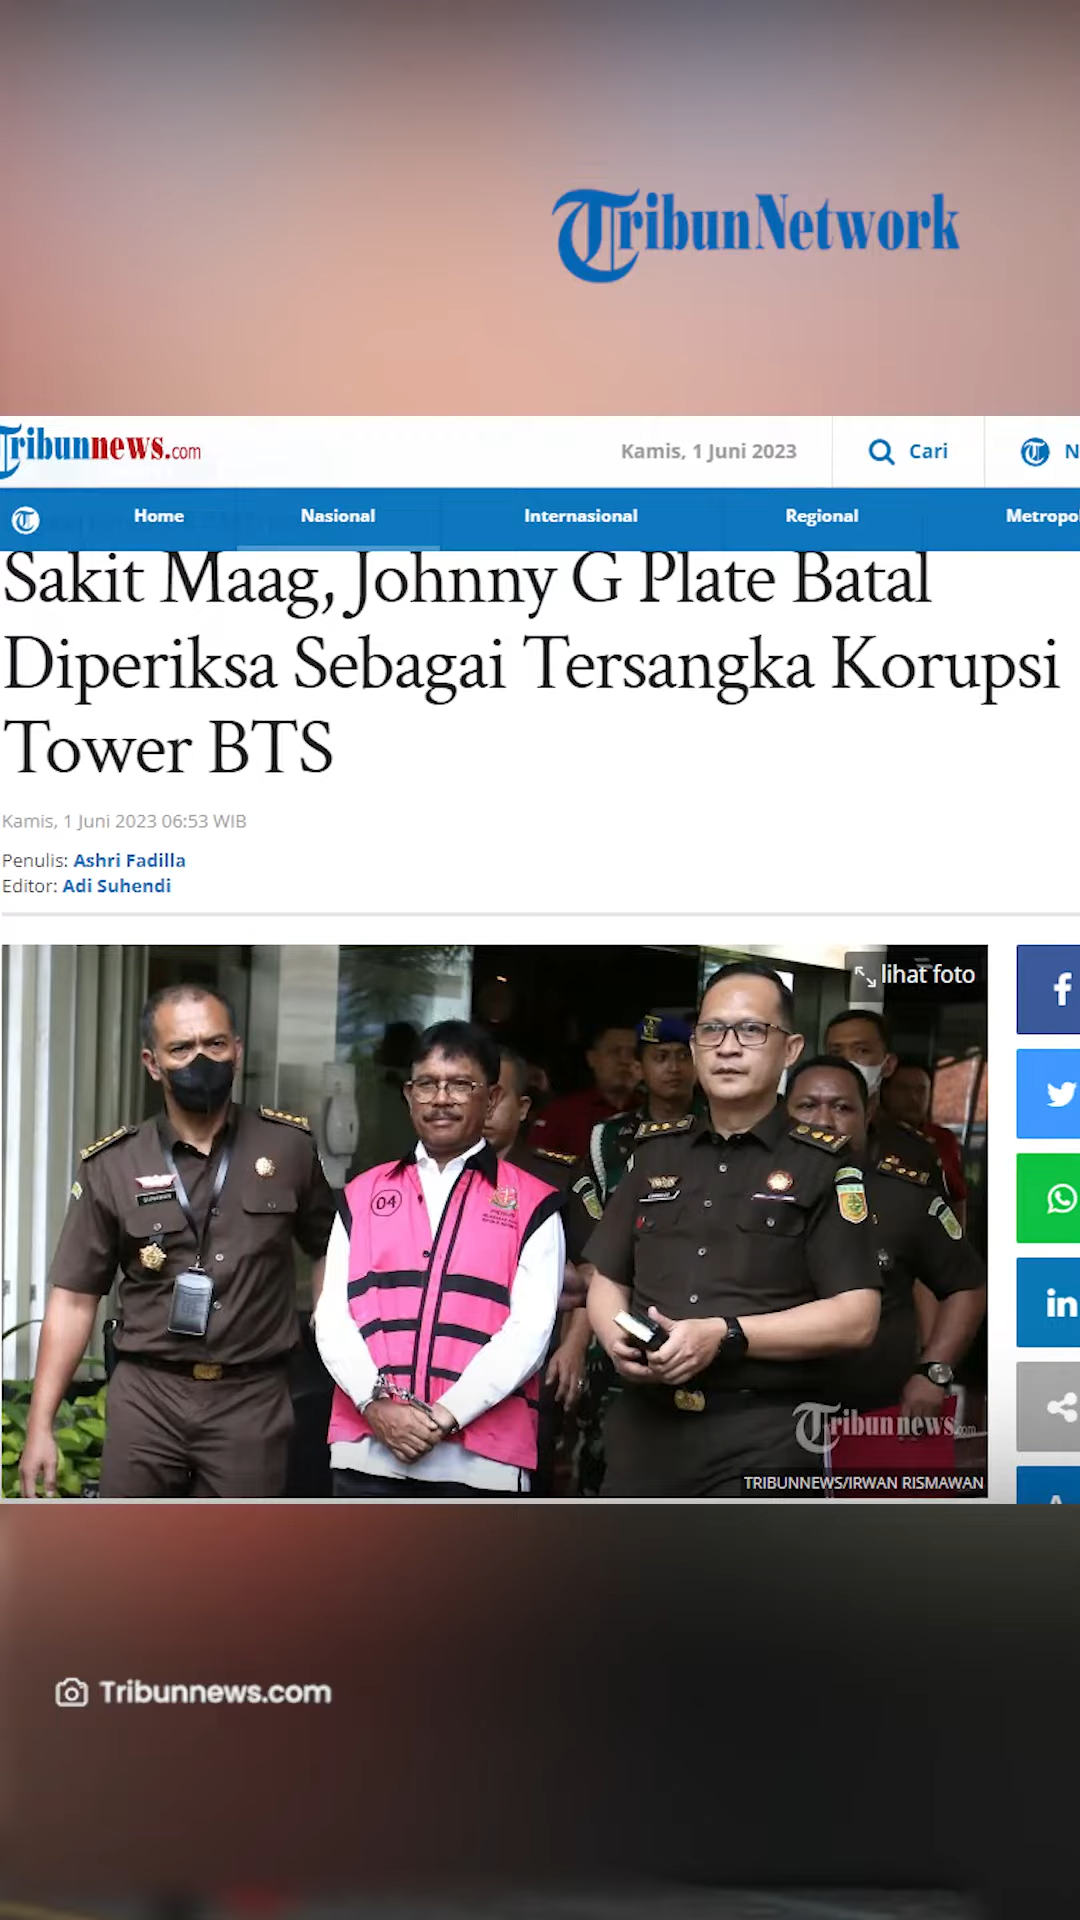 TribunNetwork
Tribunnews.com
Kamis, 1 Juni 2023
Cari
N
Home
Nasional
Internasional
Regional
Metropol
Sakit Maag, Johnny G Plate Batal
Diperiksa Sebagai Tersangka Korupsi
Tower BTS
Kamis, 1 Juni 2023 06:53 WIB
Penulis: Ashri Fadilla
Editor: Adi Suhendi
lihat foto
04
Tribunnews.com
TRIBUNNEWS/IRWAN RISMAWAN
Tribunnews.com